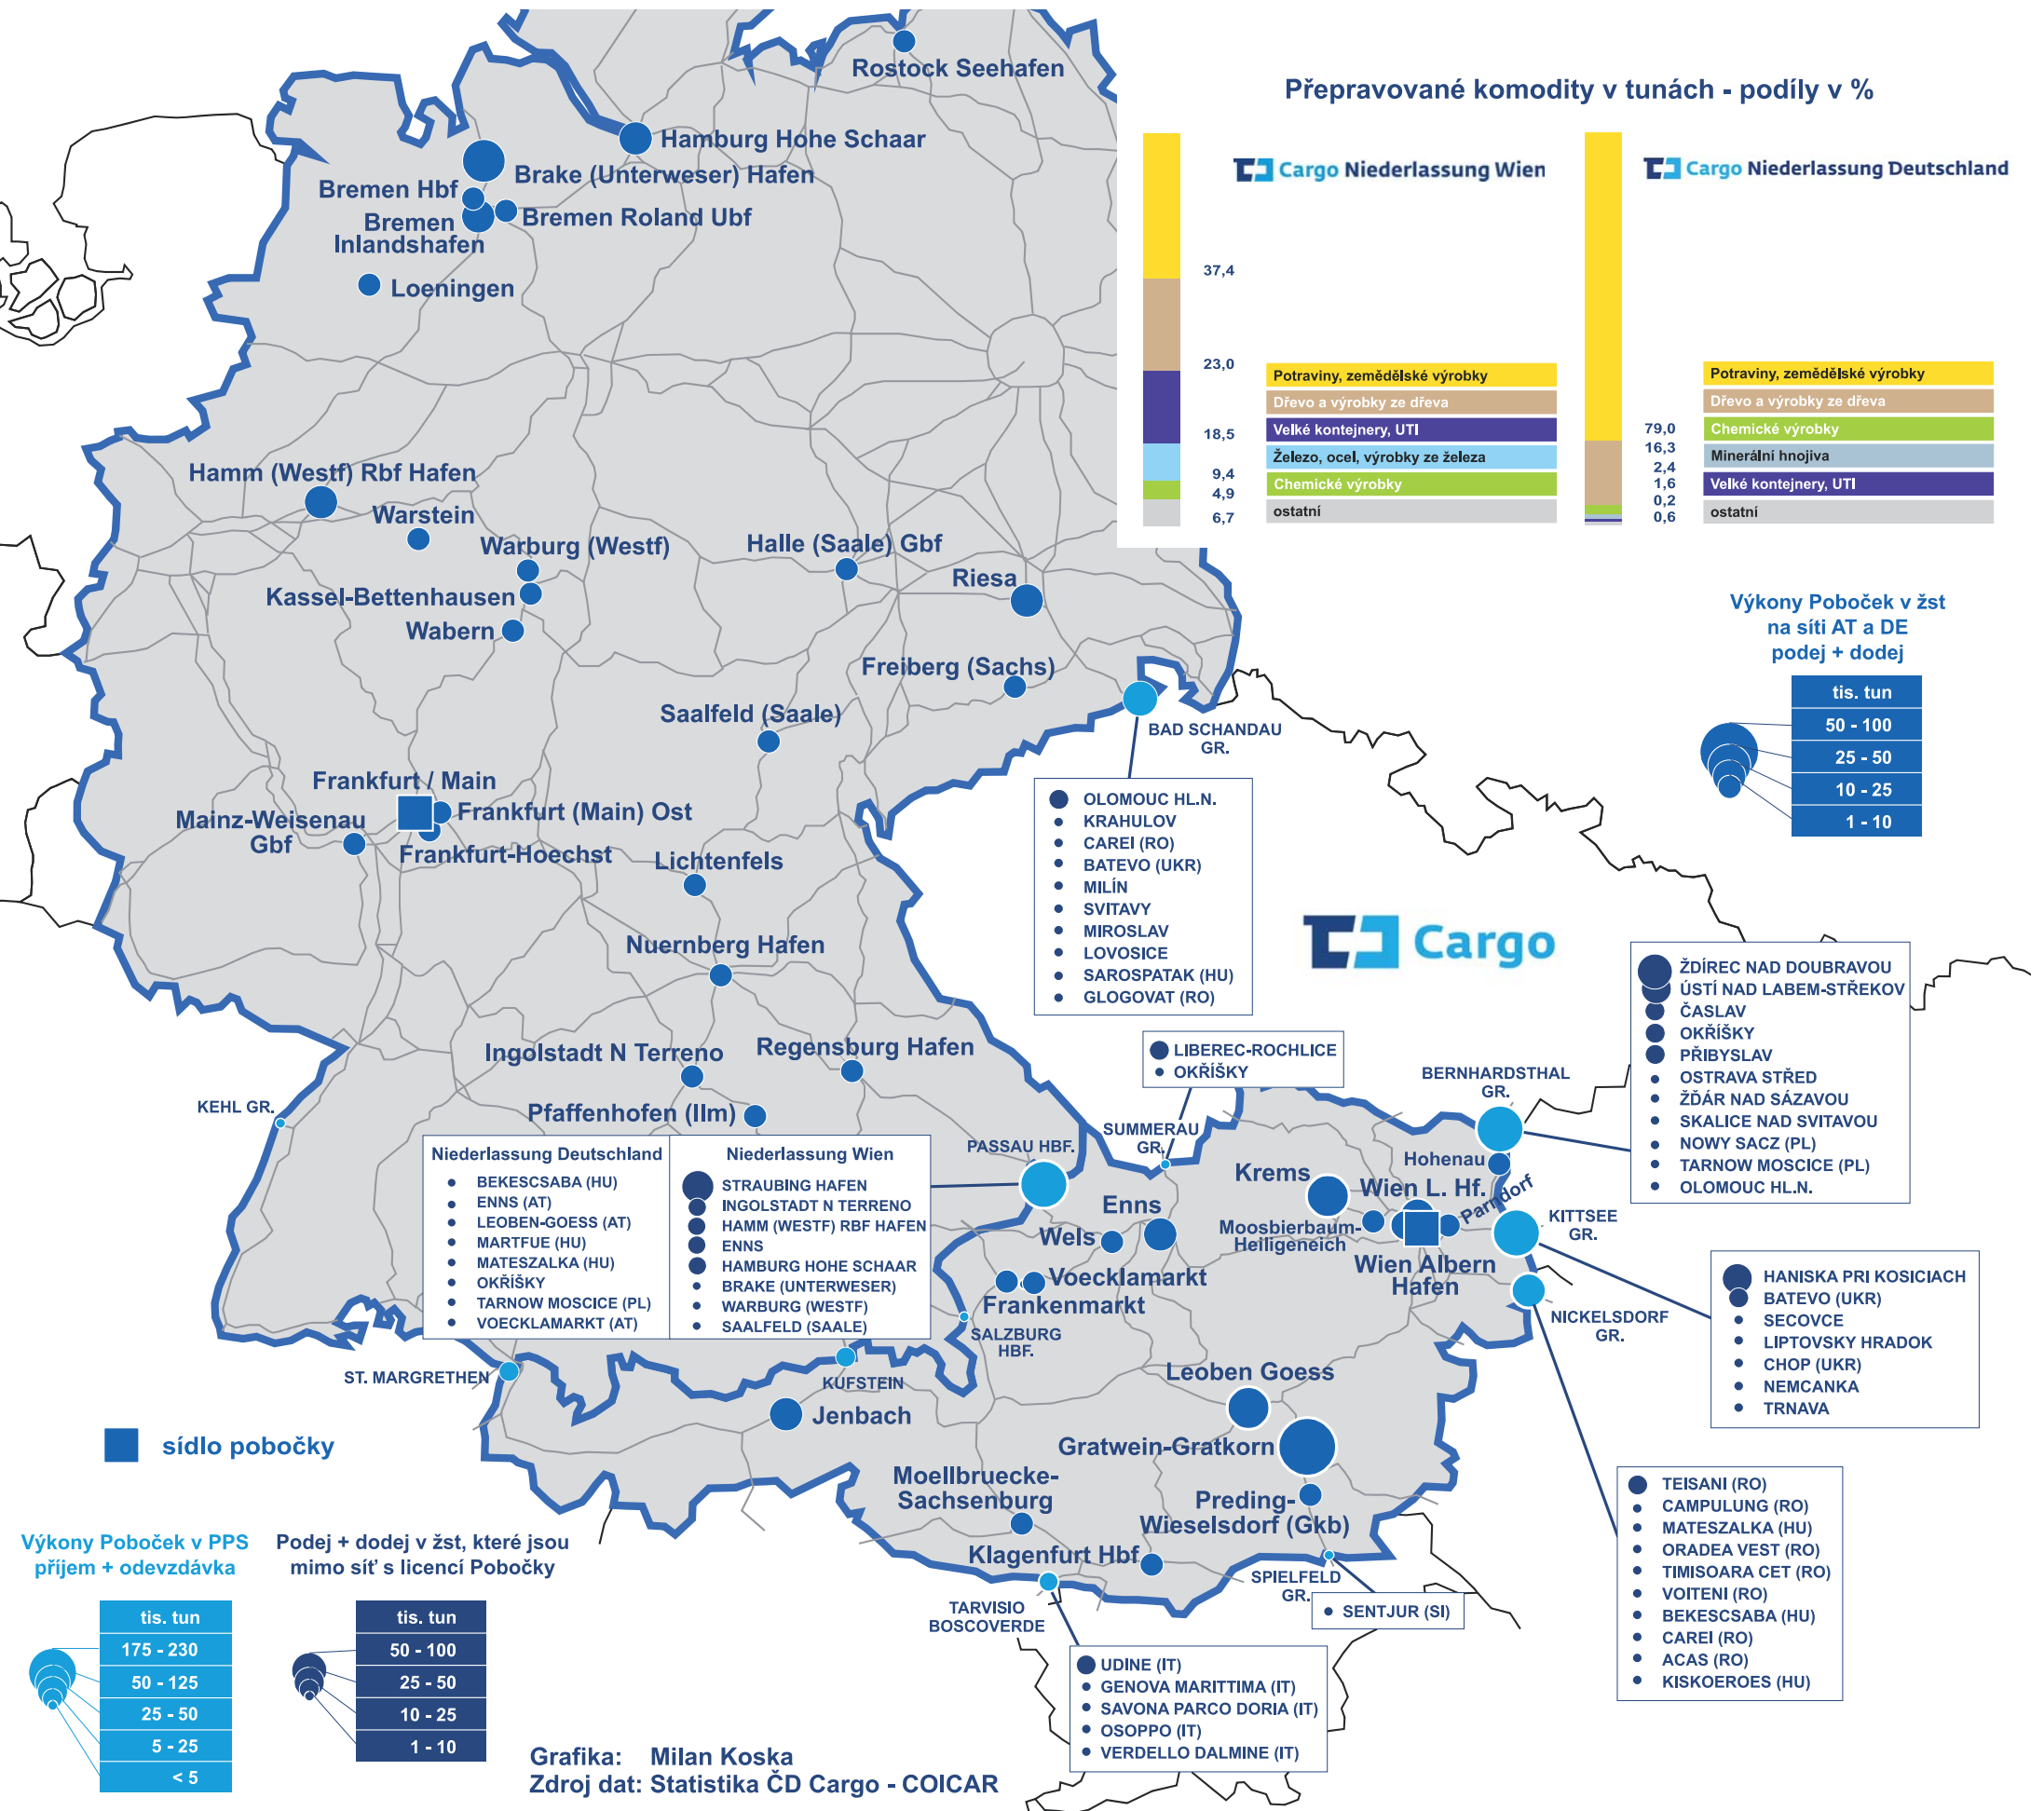 Přepravované komodity v tunách - podíly v %
Cargo Niederlassung Wien
Cargo Niederlassung Deutschland
37,4
23,0
18,5
9,4
4,9
6,7
Potraviny, zemědělské výrobky
Dřevo a výrobky ze dřeva
Velké kontejnery, UTI
Železo, ocel, výrobky ze železa
Chemické výrobky
ostatní
79,0
16,3
2,4
1,6
0,2
0,6
Potraviny, zemědělské výrobky
Dřevo a výrobky ze dřeva
Chemické výrobky
Minerální hnojiva
Velké kontejnery, UTI
ostatní
Rostock Seehafen
Hamburg Hohe Schaar
Brake (Unterweser) Hafen
Bremen Hbf
Bremen Roland Ubf
Bremen
Inlandshafen
Loeningen
Hamm (Westf) Rbf Hafen
Warstein
Warburg (Westf)
Halle (Saale) Gbf
Riesa
Kassel-Bettenhausen
Wabern
Freiberg (Sachs)
Saalfeld (Saale)
BAD SCHANDAU
GR.
Frankfurt / Main
Frankfurt (Main) Ost
Mainz-Weisenau
Gbf
Frankfurt-Hoechst
Lichtenfels
Nuernberg Hafen
Ingolstadt N Terreno
Regensburg Hafen
Pfaffenhofen (Ilm)
KEHL GR.
Výkony Poboček v žst
na síti AT a DE
podej + dodej
tis. tun
50 - 100
25 - 50
10 - 25
1 - 10
OLOMOUC HL.N.
KRAHULOV
CAREI (RO)
BATEVO (UKR)
MILÍN
SVITAVY
MIROSLAV
LOVOSICE
SAROSPATAK (HU)
GLOGOVAT (RO)
Cargo
ŽDÍREC NAD DOUBRAVOU
ÚSTÍ NAD LABEM-STŘEKOV
ČASLAV
OKŘÍŠKY
PŘIBYSLAV
OSTRAVA STŘED
ŽĎÁR NAD SÁZAVOU
SKALICE NAD SVITAVOU
NOWY SACZ (PL)
TARNOW MOSCICE (PL)
OLOMOUC HL.N.
LIBEREC-ROCHLICE
OKŘÍŠKY
BERNHARDSTHAL
GR.
SUMMERAU
GR.
PASSAU HBF.
Niederlassung Deutschland
BEKESCSABA (HU)
ENNS (AT)
LEOBEN-GOESS (AT)
MARTFUE (HU)
MATESZALKA (HU)
OKŘÍŠKY
TARNOW MOSCICE (PL)
VOECKLAMARKT (AT)
Niederlassung Wien
STRAUBING HAFEN
INGOLSTADT N TERRENO
HAMM (WESTF) RBF HAFEN
ENNS
HAMBURG HOHE SCHAAR
BRAKE (UNTERWESER)
WARBURG (WESTF)
SAALFELD (SAALE)
Krems
Hohenau
Wien L. Hf.
Parndorf
Enns
Wels
Moosbierbaum-
Heiligeneich
Wien Albern
Hafen
KITTSEE
GR.
Voecklamarkt
Frankenmarkt
NICKELSDORF
GR.
SALZBURG
HBF.
HANISKA PRI KOSICIACH
BATEVO (UKR)
SECOVCE
LIPTOVSKY HRADOK
CHOP (UKR)
NEMCANKA
TRNAVA
ST. MARGRETHEN
KUFSTEIN
Jenbach
Leoben Goess
Gratwein-Gratkorn
Moellbruecke-
Sachsenburg
Preding-
Wieselsdorf (Gkb)
Klagenfurt Hbf
SPIELFELD
GR.
TARVISIO
BOSCOVERDE
SENTJUR (SI)
TEISANI (RO)
CAMPULUNG (RO)
MATESZALKA (HU)
ORADEA VEST (RO)
TIMISOARA CET (RO)
VOITENI (RO)
BEKESCSABA (HU)
CAREI (RO)
ACAS (RO)
KISKOEROES (HU)
UDINE (IT)
GENOVA MARITTIMA (IT)
SAVONA PARCO DORIA (IT)
OSOPPO (IT)
VERDELLO DALMINE (IT)
sídlo pobočky
Výkony Poboček v PPS
příjem + odevzdávka
tis. tun
175 - 230
50 - 125
25 - 50
5 - 25
< 5
Podej + dodej v žst, které jsou
mimo síť s licencí Pobočky
tis. tun
50 - 100
25 - 50
10 - 25
1 - 10
Grafika: Milan Koska
Zdroj dat: Statistika ČD Cargo - COICAR